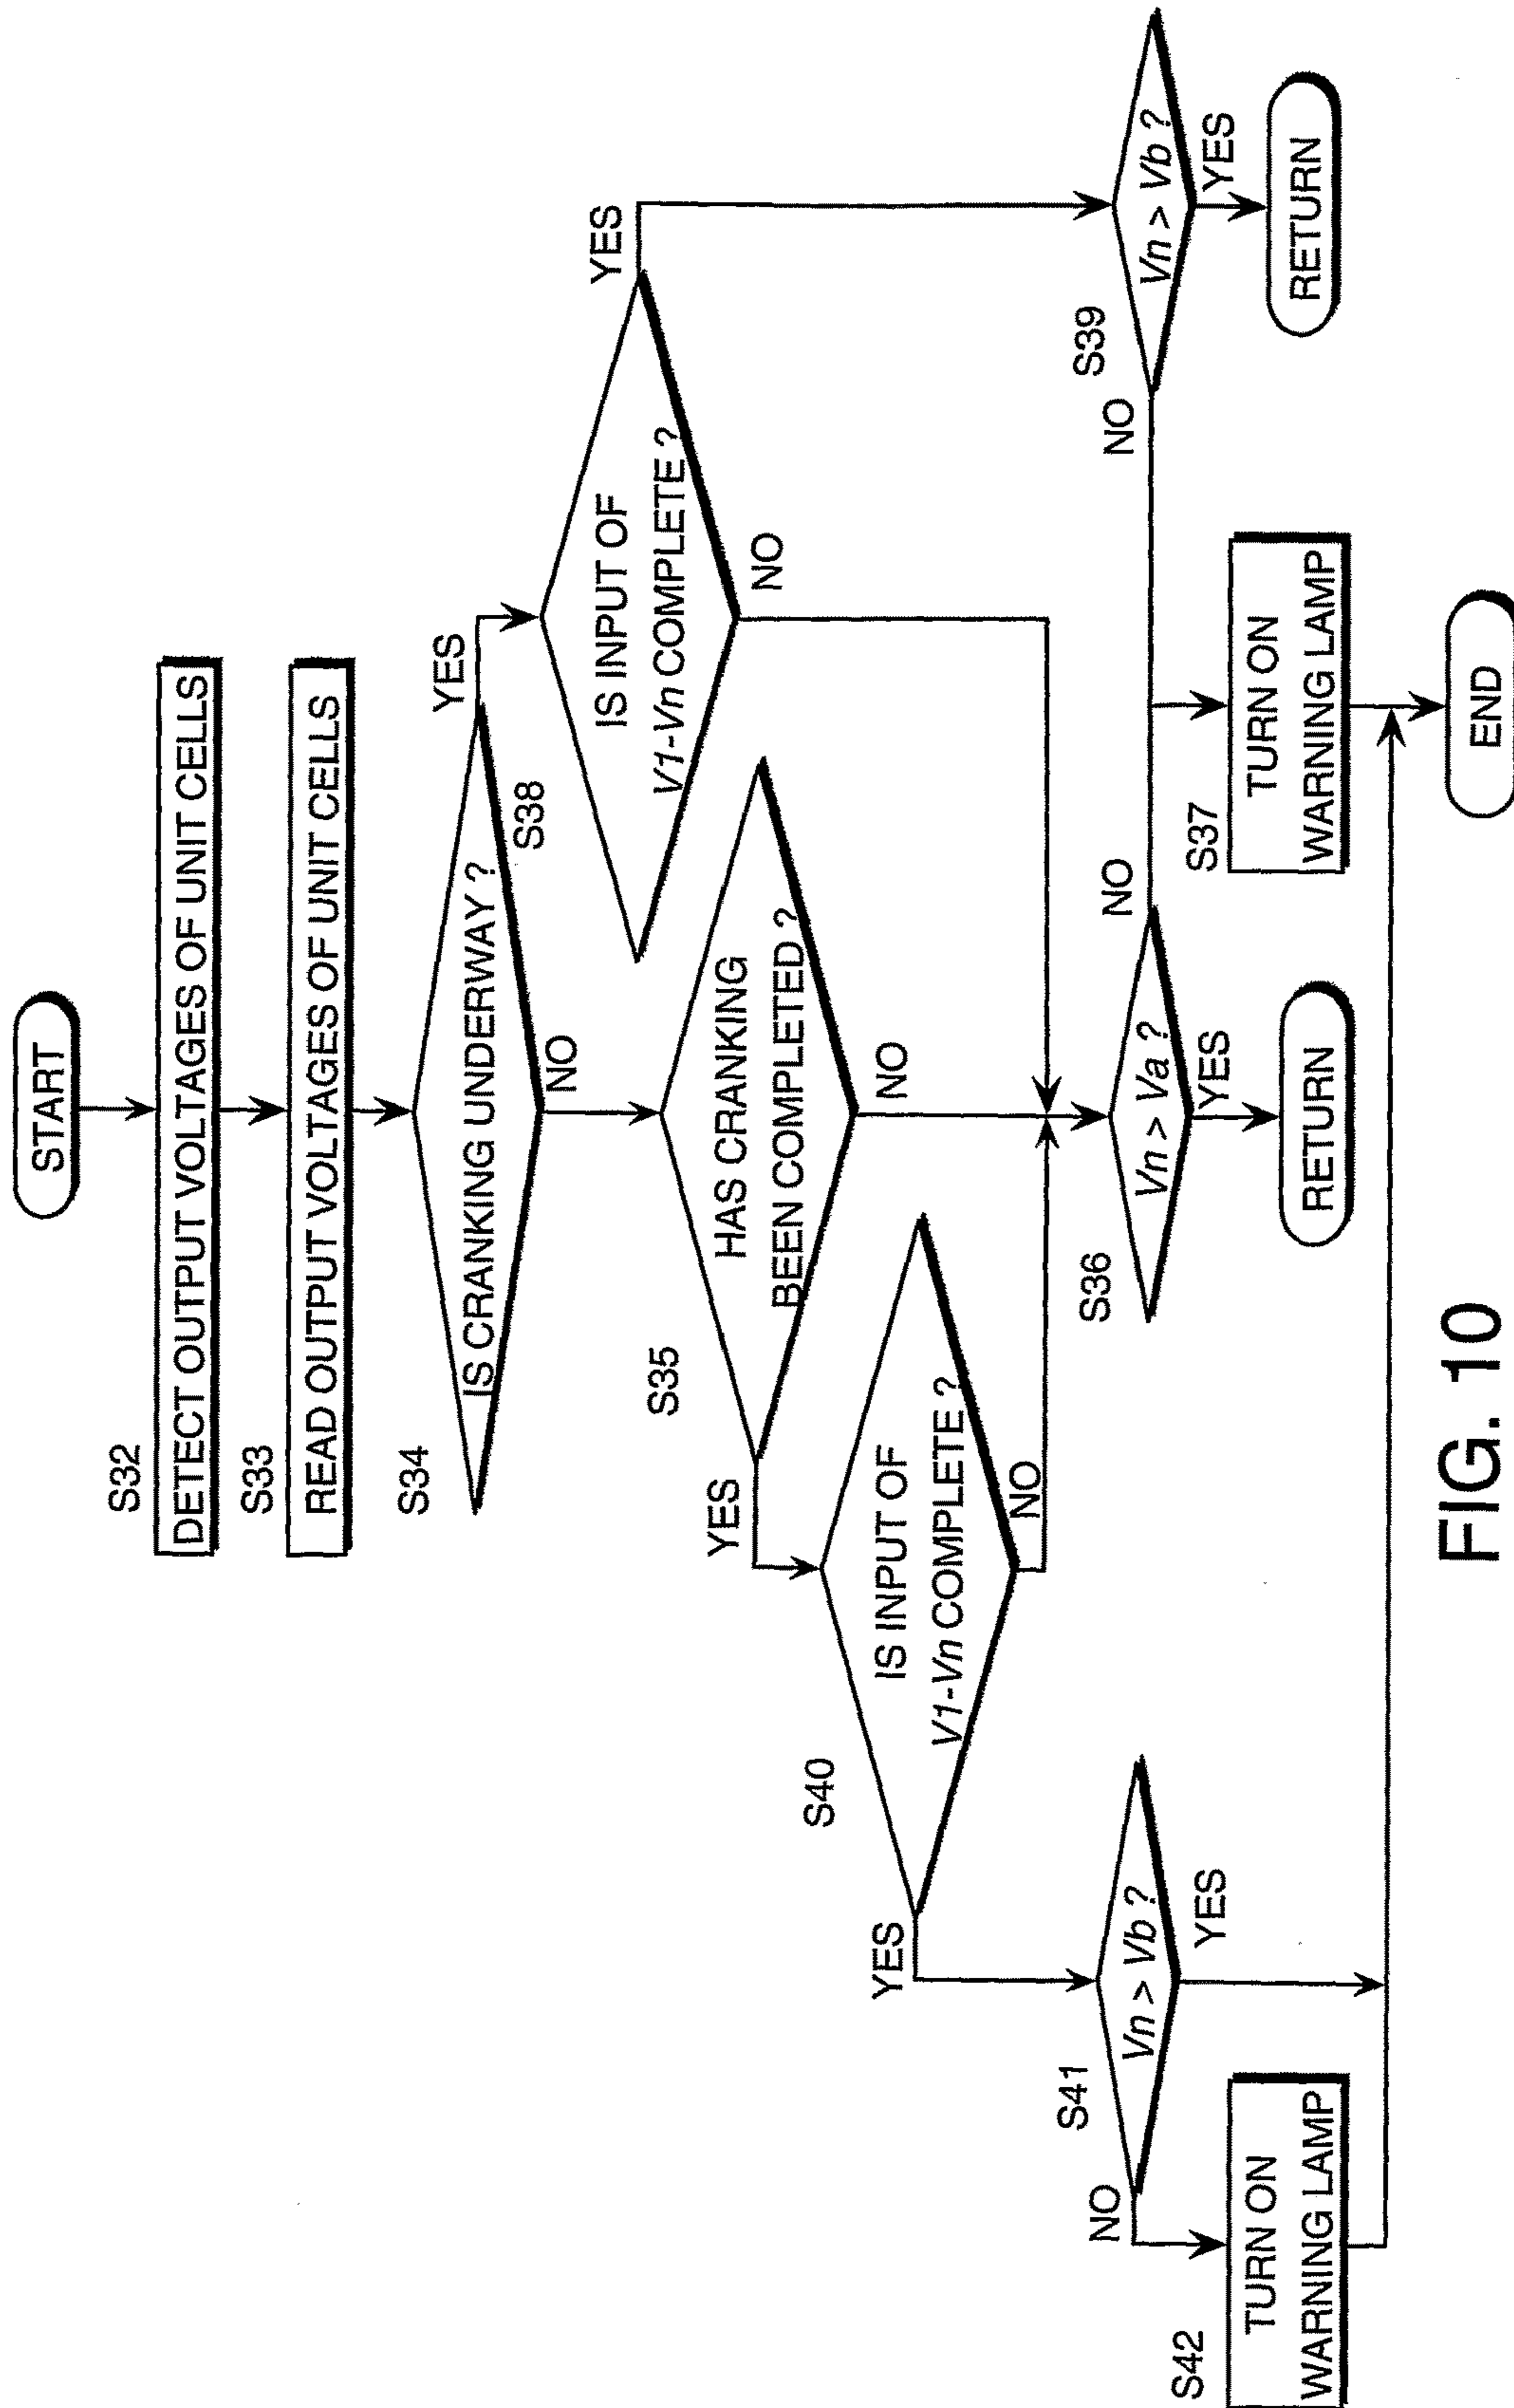 START
S32
DETECT OUTPUT VOLTAGES OF UNIT CELLS
S33
READ OUTPUT VOLTAGES OF UNIT CELLS
S34
IS CRANKING UNDERWAY ?
YES
NO
S38
IS INPUT OF
V1-Vn COMPLETE ?
YES
NO
S35
HAS CRANKING
BEEN COMPLETED ?
YES
NO
S40
IS INPUT OF
V1-Vn COMPLETE ?
YES
NO
S41
Vn > Vb ?
NO
YES
S36
Vn > Va ?
NO
YES
S39
Vn > Vb ?
NO
YES
S42
TURN ON
WARNING LAMP
RETURN
S37
TURN ON
WARNING LAMP
RETURN
END
FIG. 10